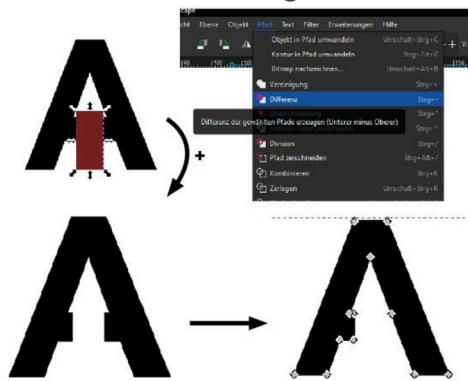 cape
cht Ebene Objekt Pfad Text Filter Erweiterungen Hilfe
Objekt in Pfad umwandeln Umschalt+Strg+C
Kontur in Pfad umwandeln Strg+Alt+C
Bitmap nachzeichnen... Umschalt+Alt+B
Vereinigung Strg++
Differenz Strg+-
Differenz der gewählten Pfade erzeugen (Unterer minus Oberer)
Division Strg+/
Pfad zerschneiden Strg+Alt+/
Kombinieren Strg+K
Zerlegen Umschalt+Strg+K
A
+
A